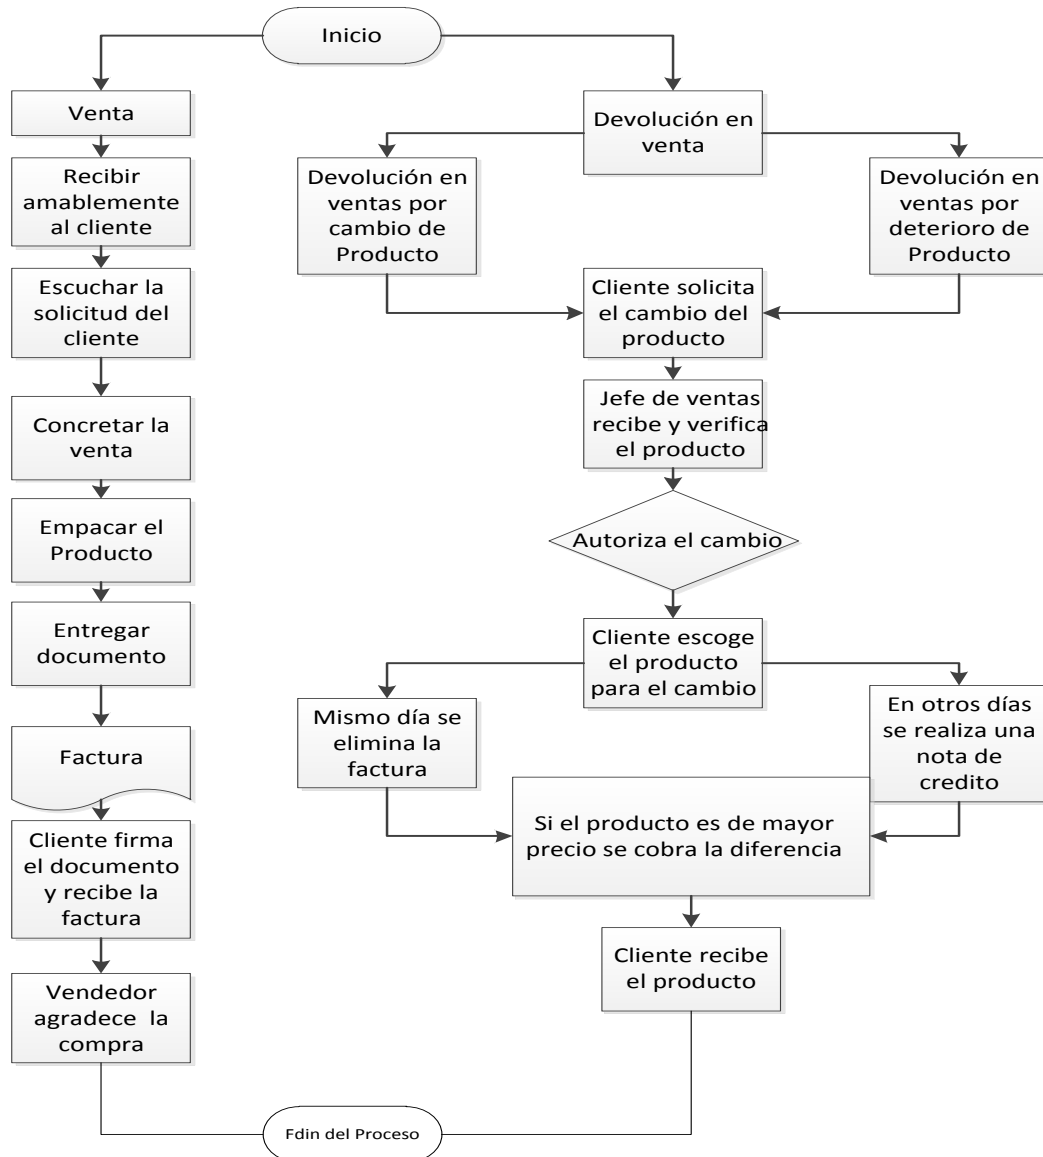 Inicio
Venta
Recibir
amablemente
al cliente
Escuchar la
solicitud del
cliente
Concretar la
venta
Empacar el
Producto
Entregar
documento
Factura
Cliente firma
el documento
y recibe la
factura
Vendedor
agradece la
compra
Devolución en
venta
Devolución en
ventas por
cambio de
Producto
Devolución en
ventas por
deterioro de
Producto
Cliente solicita
el cambio del
producto
Jefe de ventas
recibe y verifica
el producto
Autoriza el cambio
Cliente escoge
el producto
para el cambio
Mismo día se
elimina la
factura
En otros días
se realiza una
nota de
credito
Si el producto es de mayor
precio se cobra la diferencia
Cliente recibe
el producto
Fdin del Proceso